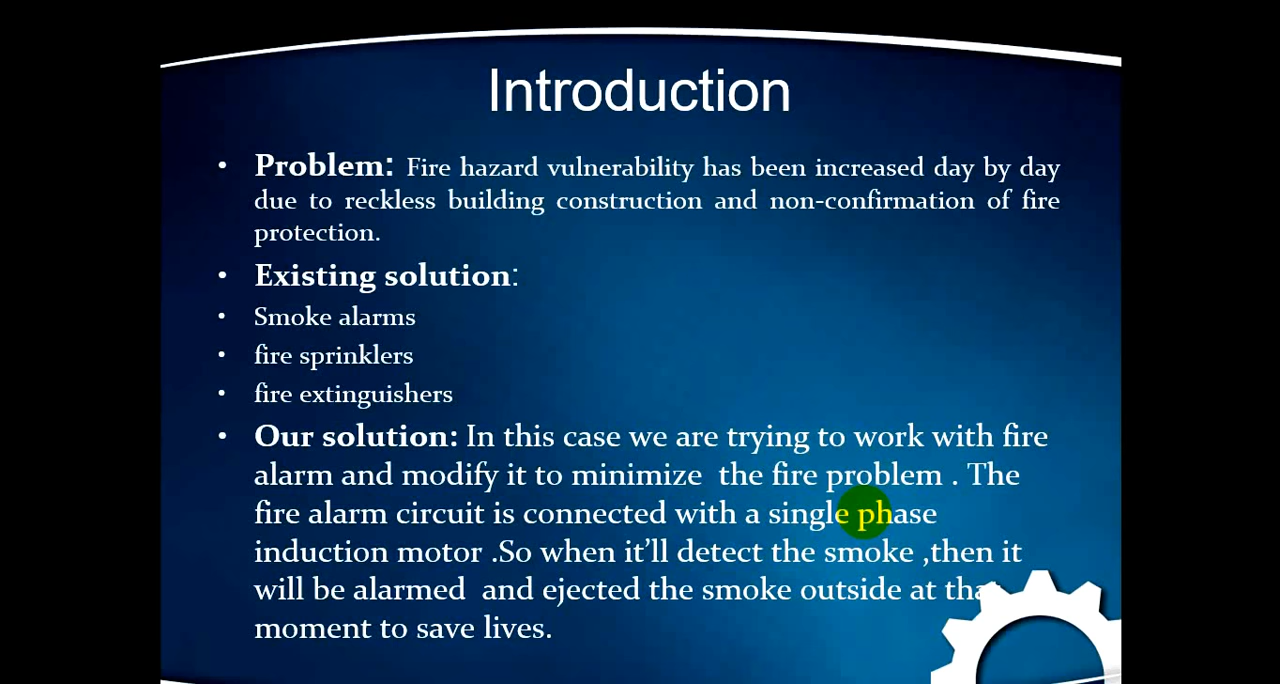 Introduction
• Problem: Fire hazard vulnerability has been increased day by day
due to reckless building construction and non-confirmation of fire
protection.
• Existing solution:
• Smoke alarms
• fire sprinklers
• fire extinguishers
• Our solution: In this case we are trying to work with fire
alarm and modify it to minimize  the fire problem . The
fire alarm circuit is connected with a single phase
induction motor .So when it’ll detect the smoke ,then it
will be alarmed  and ejected the smoke outside at that
moment to save lives.